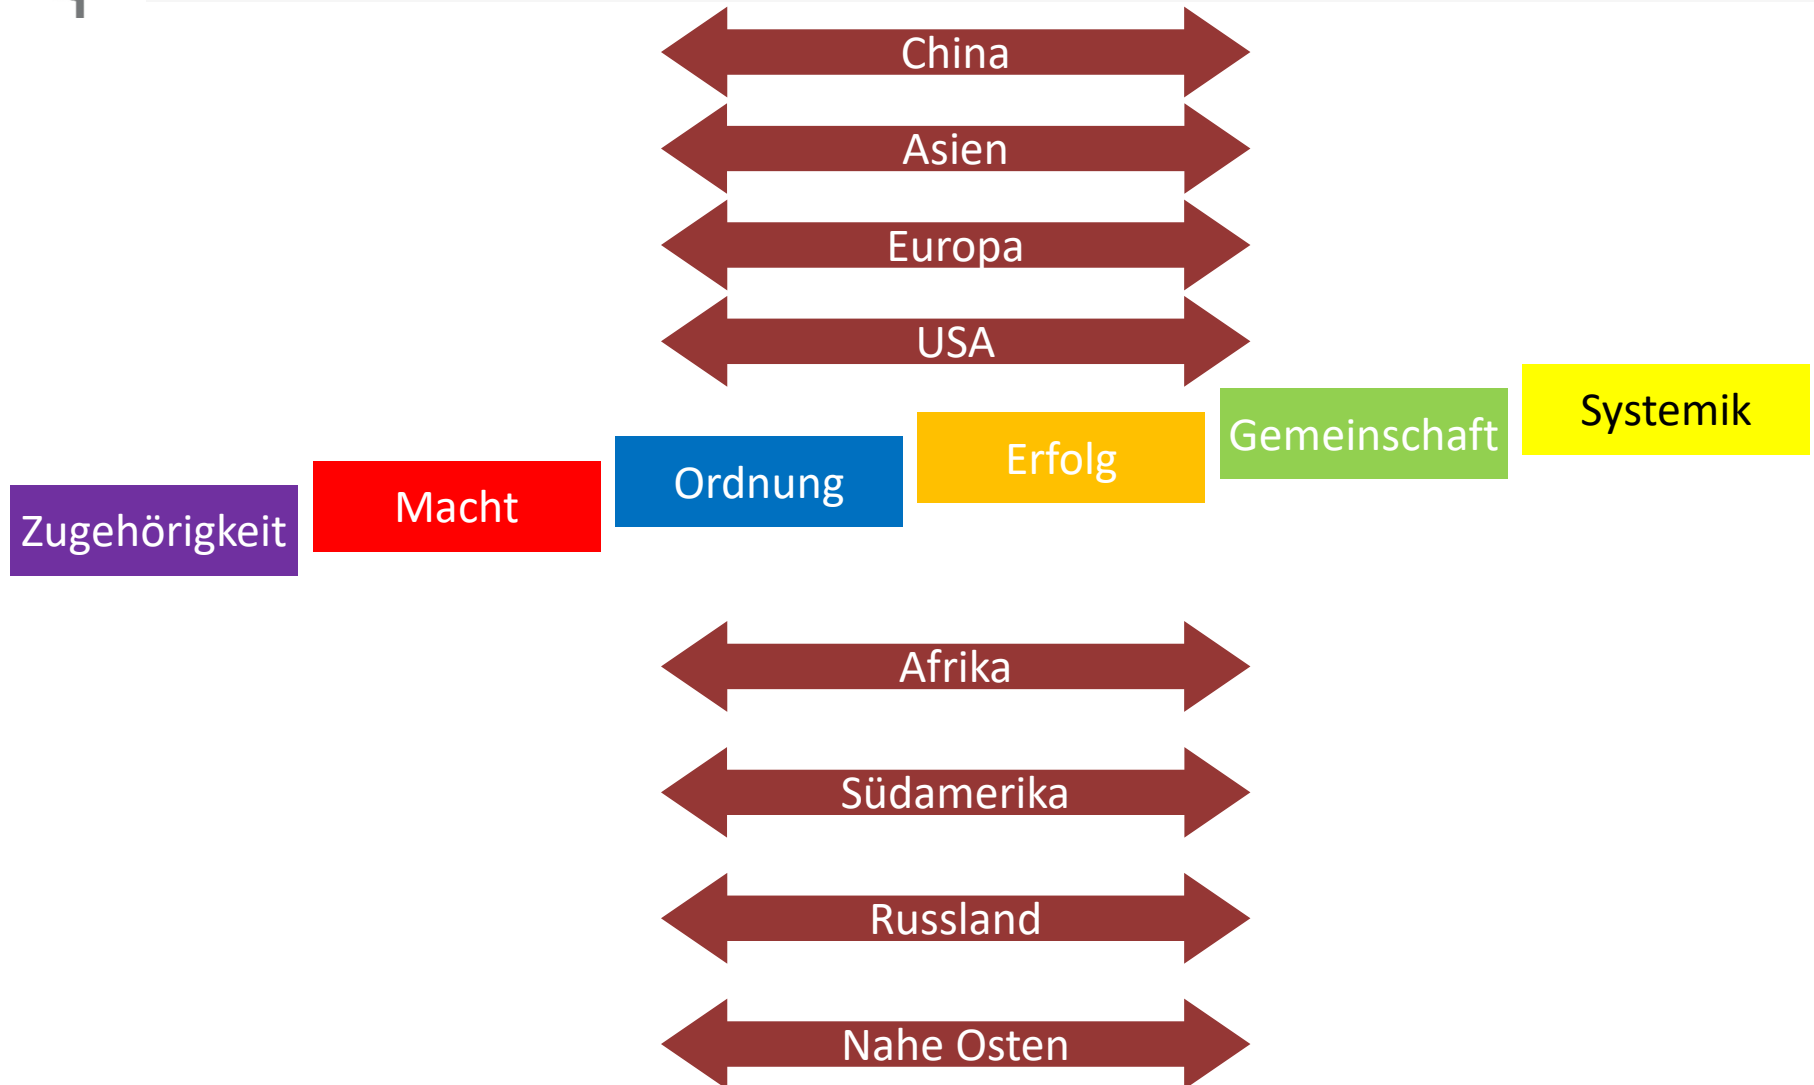 China
Asien
Europa
USA
Zugehörigkeit
Macht
Ordnung
Erfolg
Gemeinschaft
Systemik
Afrika
Südamerika
Russland
Nahe Osten